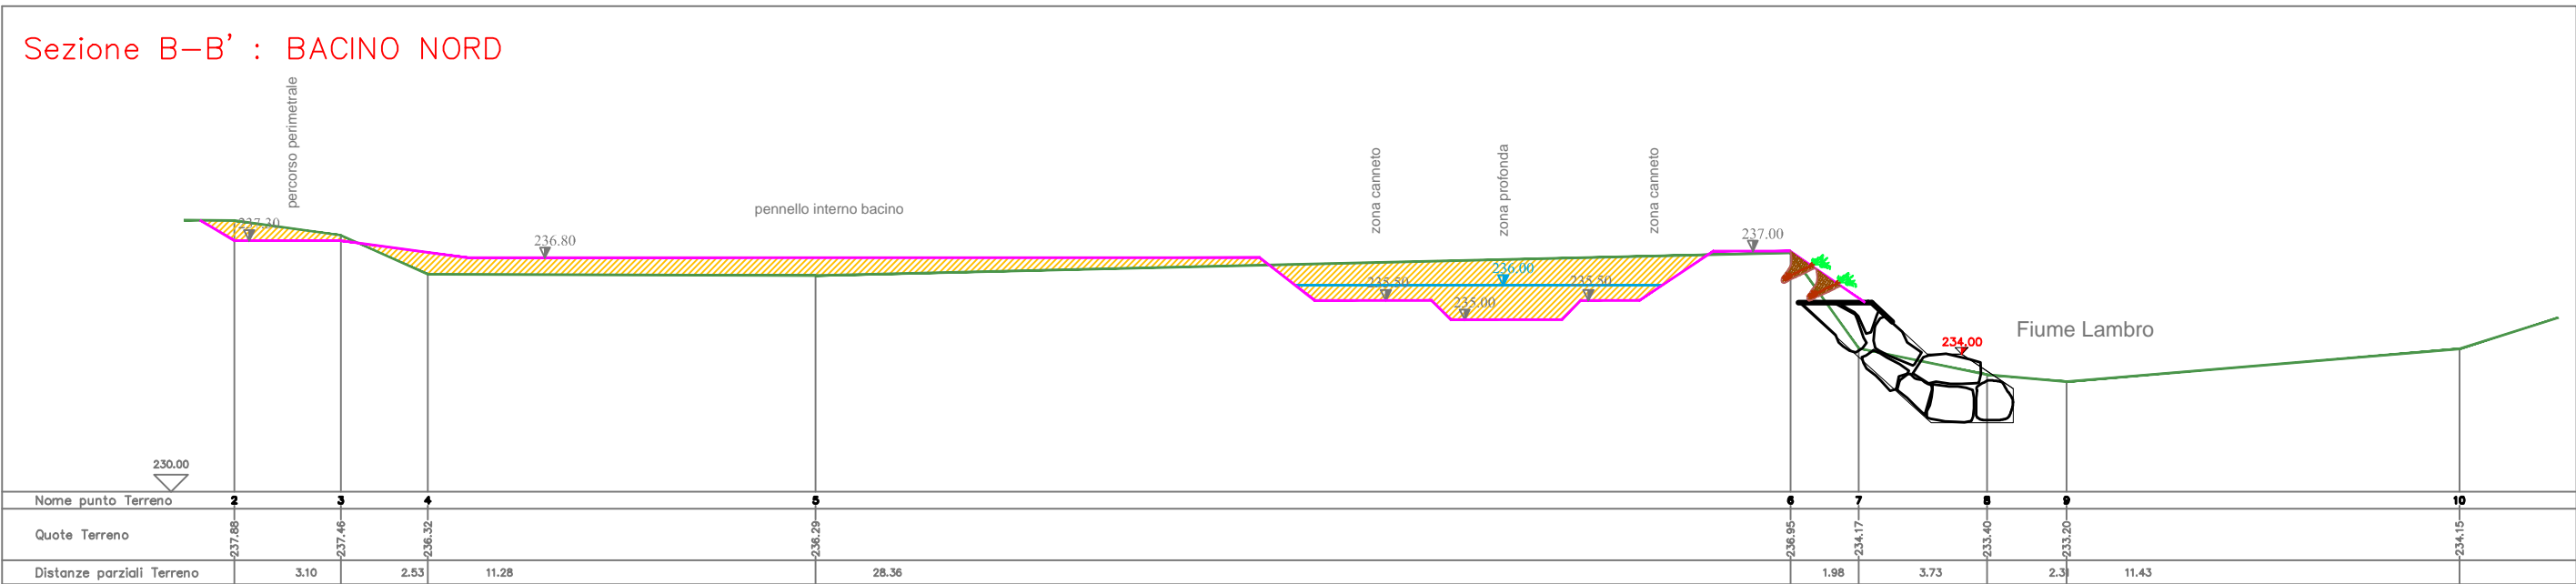 Sezione B–B' : BACINO NORD
percorso perimetrale
pennello interno bacino
zona canneto
zona profonda
zona canneto
237.30
236.80
235.50
236.00
235.00
235.50
237.00
234.00
Fiume Lambro
230.00
Nome punto Terreno 2 3 4 5 6 7 8 9 10
Quote Terreno 237.88 237.46 236.32 236.29 236.95 234.17 233.40 233.20 234.15
Distanze parziali Terreno 3.10 2.53 11.28 28.36 1.98 3.73 2.31 11.43